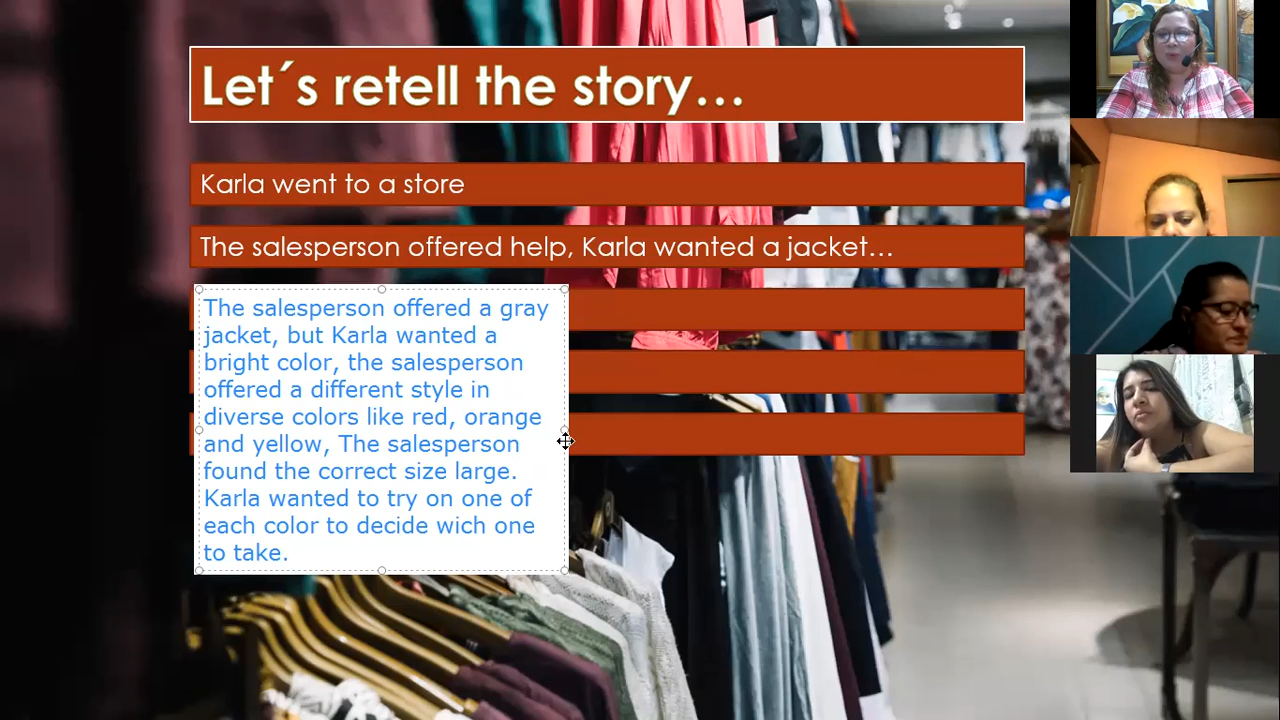 Let´s retell the story...
Karla went to a store
The salesperson offered help, Karla wanted a jacket...
The salesperson offered a gray
jacket, but Karla wanted a
bright color, the salesperson
offered a different style in
diverse colors like red, orange
and yellow, The salesperson
found the correct size large.
Karla wanted to try on one of
each color to decide wich one
to take.